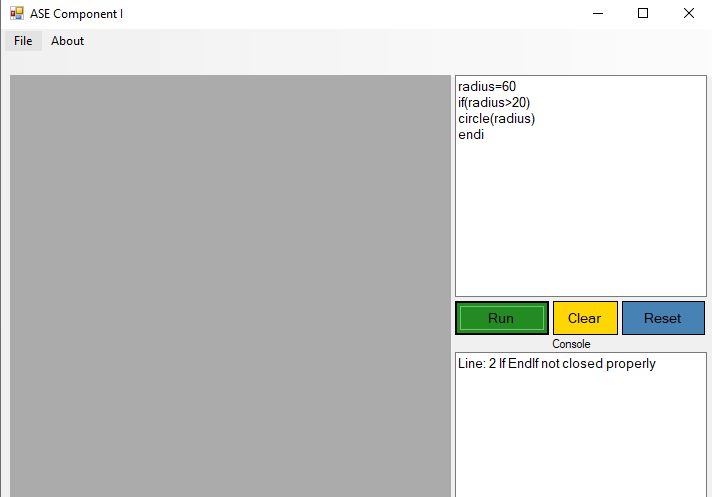 ASE Component I
File About
radius=60
if(radius>20)
circle(radius)
endi
Run Clear Reset
Console
Line: 2 If EndIf not closed properly